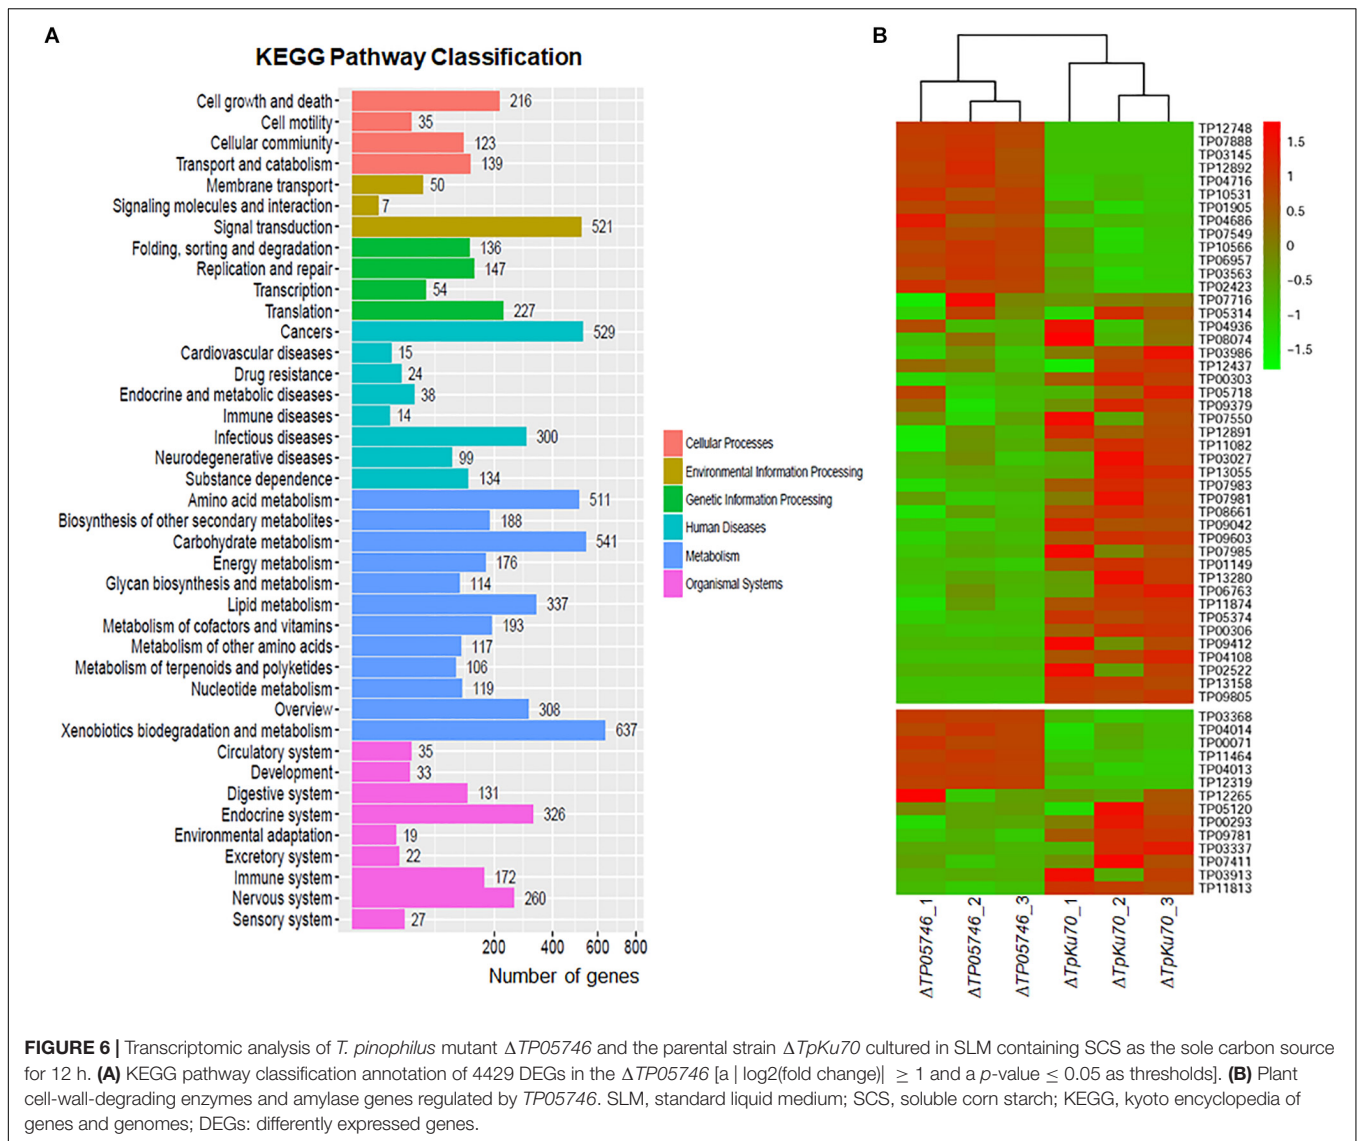 A
KEGG Pathway Classification
Cell growth and death 216
Cell motility 35
Cellular commiunity 123
Transport and catabolism 139
Membrane transport 50
Signaling molecules and interaction 7
Signal transduction 521
Folding, sorting and degradation 136
Replication and repair 147
Transcription 54
Translation 227
Cancers 529
Cardiovascular diseases 15
Drug resistance 24
Endocrine and metabolic diseases 38
Immune diseases 14
Infectious diseases 300
Neurodegenerative diseases 99
Substance dependence 134
Amino acid metabolism 511
Biosynthesis of other secondary metabolites 188
Carbohydrate metabolism 541
Energy metabolism 176
Glycan biosynthesis and metabolism 114
Lipid metabolism 337
Metabolism of cofactors and vitamins 193
Metabolism of other amino acids 117
Metabolism of terpenoids and polyketides 106
Nucleotide metabolism 119
Overview 308
Xenobiotics biodegradation and metabolism 637
Circulatory system 35
Development 33
Digestive system 131
Endocrine system 326
Environmental adaptation 19
Excretory system 22
Immune system 172
Nervous system 260
Sensory system 27
200 400 600 800
Number of genes
Cellular Processes
Environmental Information Processing
Genetic Information Processing
Human Diseases
Metabolism
Organismal Systems
B
TP12748
TP07888
TP03145
TP12892
TP04716
TP10531
TP01905
TP04686
TP07549
TP10566
TP06957
TP03563
TP02423
TP07716
TP05314
TP04936
TP08074
TP03986
TP12437
TP00303
TP05718
TP09379
TP07550
TP12891
TP11082
TP03027
TP13055
TP07983
TP07981
TP08661
TP09042
TP09603
TP07985
TP01149
TP13280
TP06763
TP11874
TP05374
TP00306
TP09412
TP04108
TP02522
TP13158
TP09805
TP03368
TP04014
TP00071
TP11464
TP04013
TP12319
TP12265
TP05120
TP00293
TP09781
TP03337
TP07411
TP03913
TP11813
1.5
1
0.5
0
−0.5
−1
−1.5
ΔTP05746_1
ΔTP05746_2
ΔTP05746_3
ΔTpKu70_1
ΔTpKu70_2
ΔTpKu70_3
FIGURE 6 | Transcriptomic analysis of T. pinophilus mutant ΔTP05746 and the parental strain ΔTpKu70 cultured in SLM containing SCS as the sole carbon source
for 12 h. (A) KEGG pathway classification annotation of 4429 DEGs in the ΔTP05746 [a | log2(fold change)| ≥ 1 and a p-value ≤ 0.05 as thresholds]. (B) Plant
cell-wall-degrading enzymes and amylase genes regulated by TP05746. SLM, standard liquid medium; SCS, soluble corn starch; KEGG, kyoto encyclopedia of
genes and genomes; DEGs: differently expressed genes.